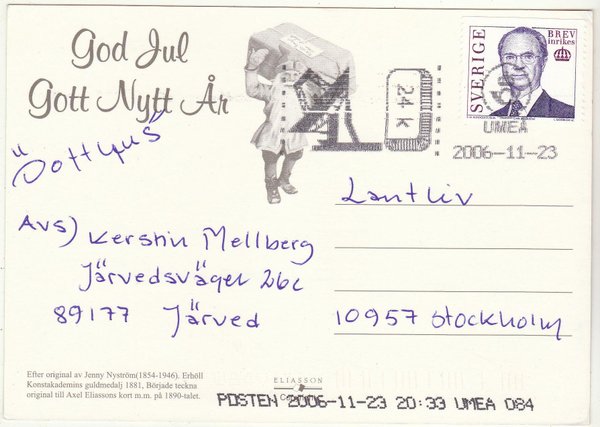 God Jul
Gott Nytt År
SVERIGE
BREV
inrikes
24 K
UMEÅ
2006-11-23
"Dottljus"
Lantliv
Avs) Kerstin Mellberg
Järvedsvägen 26c
89177 Järved
10957 Stockholm
Efter original av Jenny Nyström(1854-1946). Erhöll
Konstakademins guldmedalj 1881, Började teckna
original till Axel Eliassons kort m.m. på 1890-talet.
ELIASSON
POSTEN 2006-11-23 20:33 UMEA 084